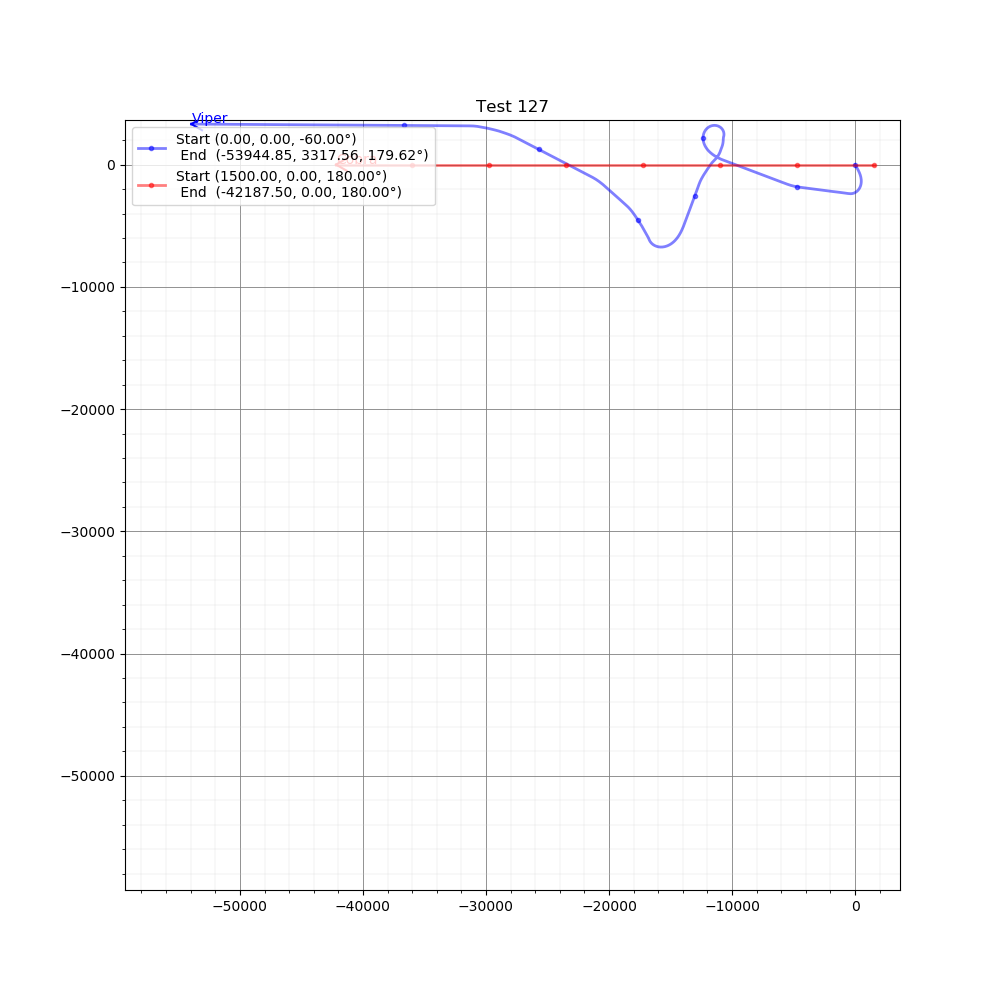 Test 127
Viper
Start (0.00, 0.00, -60.00°)
End  (-53944.85, 3317.56, 179.62°)
Start (1500.00, 0.00, 180.00°)
End  (-42187.50, 0.00, 180.00°)
0
−10000
−20000
−30000
−40000
−50000
−50000 −40000 −30000 −20000 −10000 0